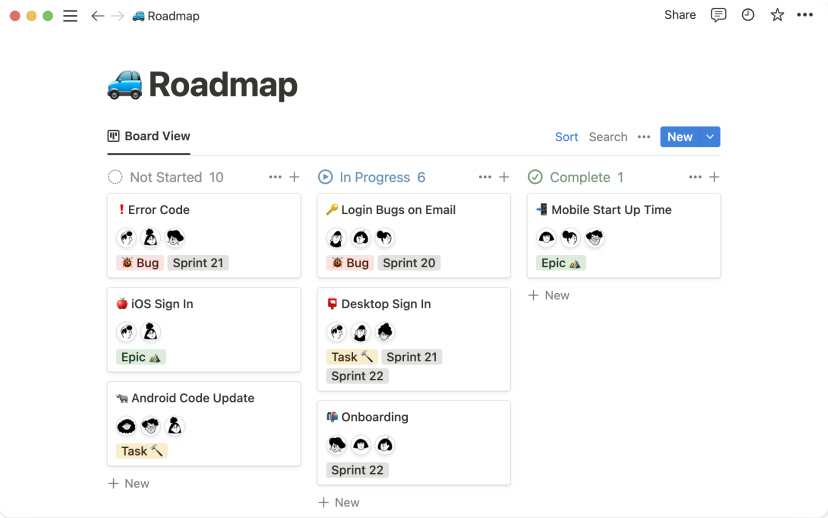 Roadmap
Share
Roadmap
Board View
Sort Search
New
Not Started 10
Error Code
Bug Sprint 21
iOS Sign In
Epic
Android Code Update
Task
New
In Progress 6
Login Bugs on Email
Bug Sprint 20
Desktop Sign In
Task Sprint 21
Sprint 22
Onboarding
Sprint 22
New
Complete 1
Mobile Start Up Time
Epic
New